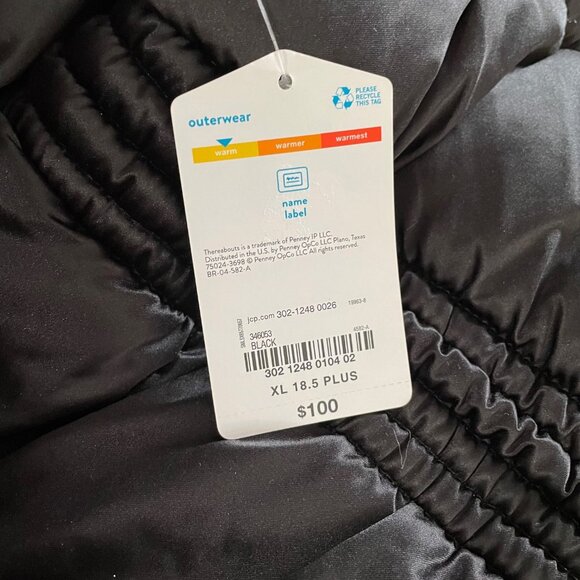 PLEASE
RECYCLE
THIS TAG
outerwear
warm warmer warmest
name
label
Thereabouts is a trademark of Penney IP LLC.
Distributed in the U.S. by Penney OpCo LLC Plano, Texas
75024-3698 © Penney OpCo LLC All rights reserved.
BR-04-582-A
jcp.com 302-1248 0026 18963-8
346053 4582-A
BLACK
302 1248 0104 02
XL 18.5 PLUS
$100